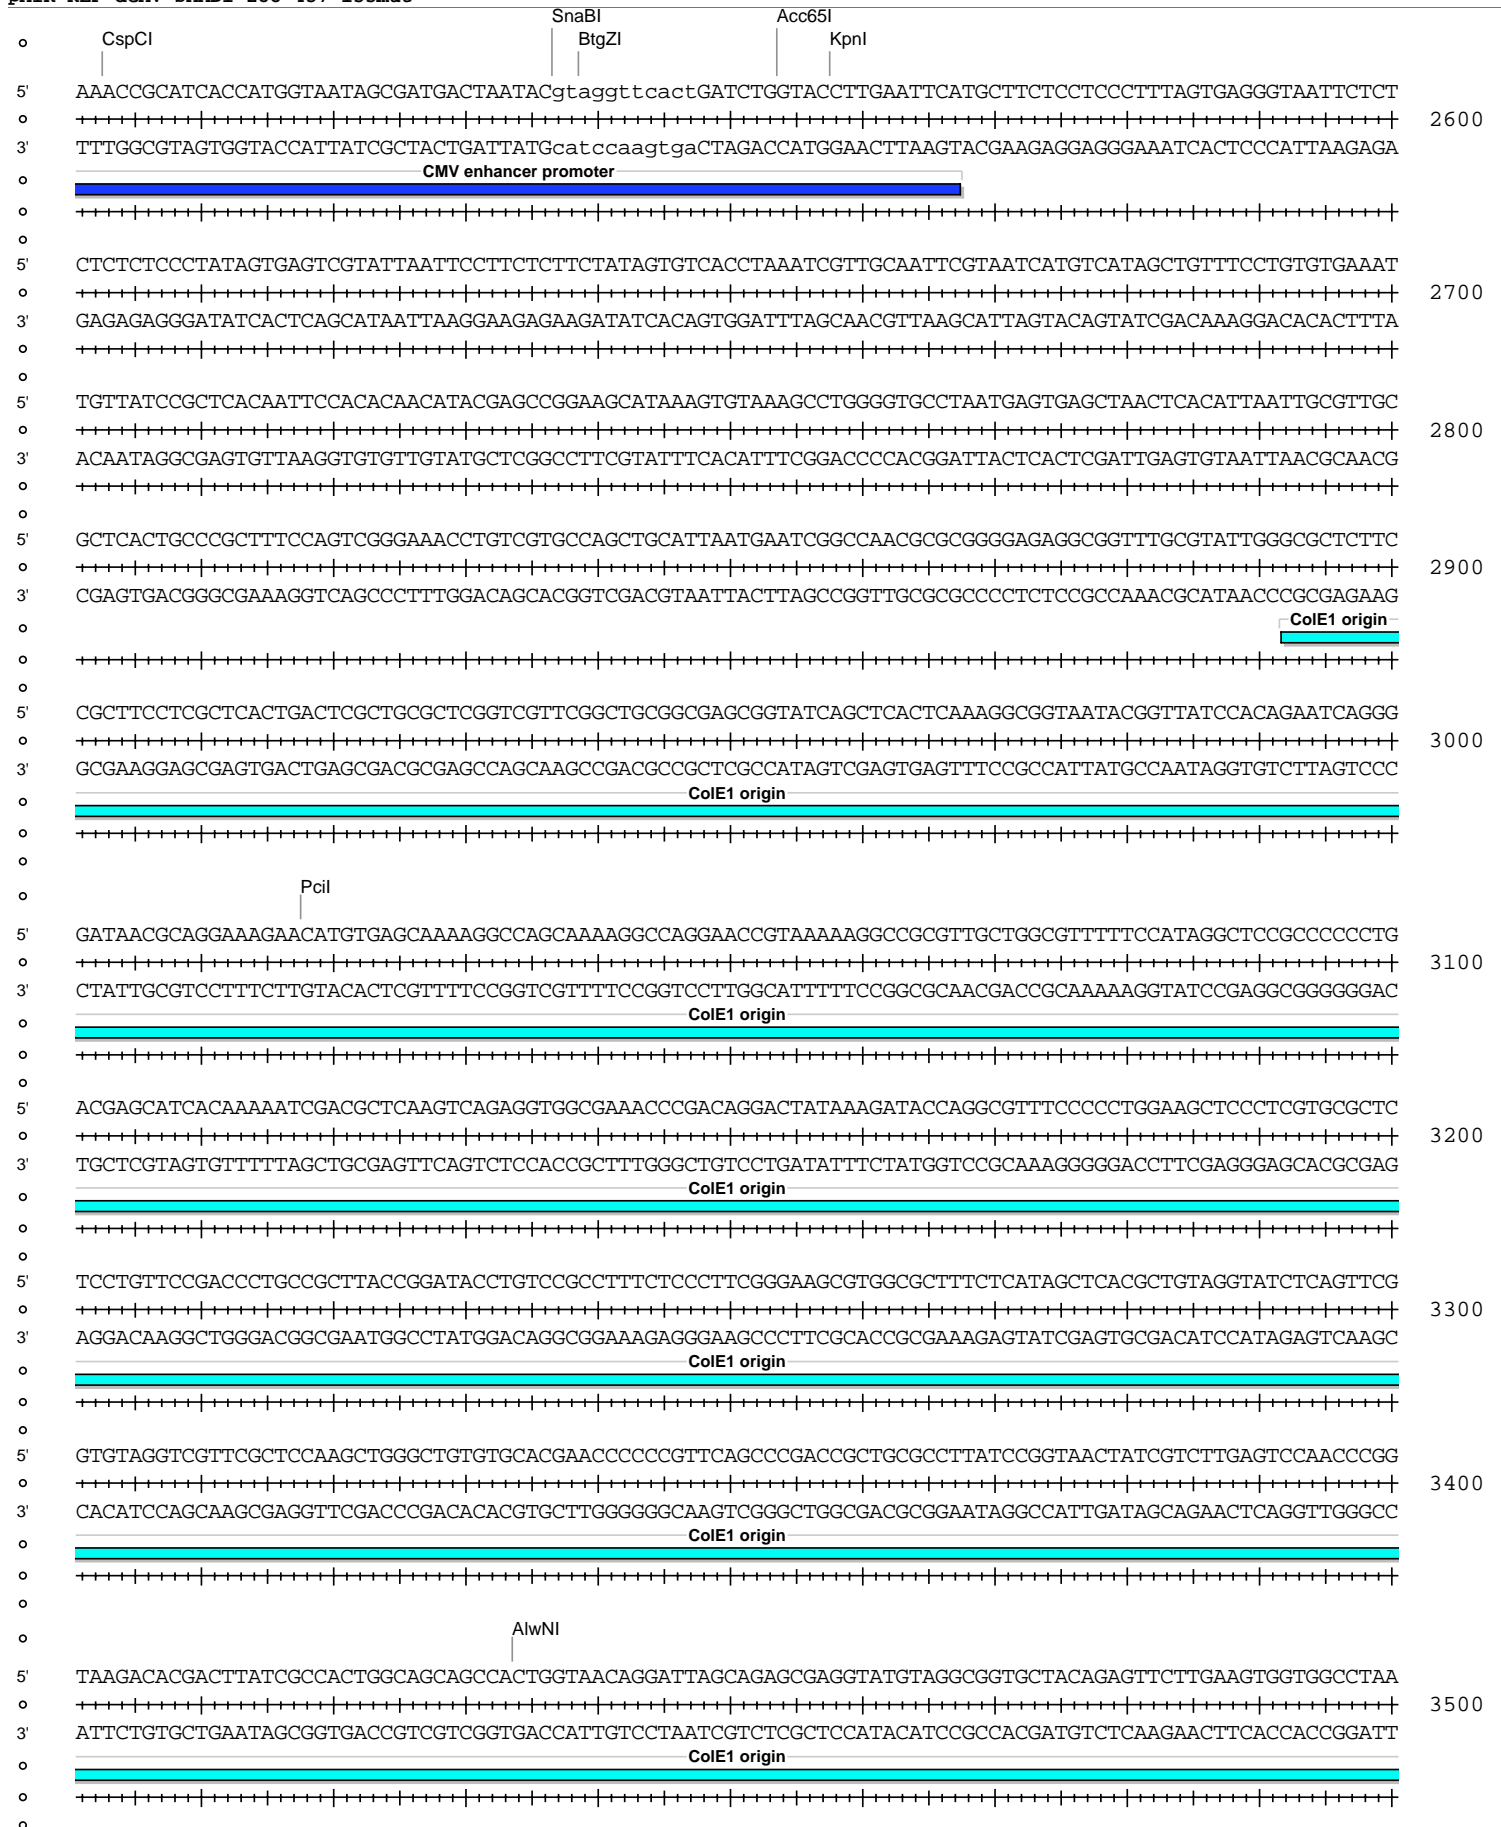 SnaBI Acc65I
CspCI BtgZI KpnI
5' AAACCGCATCACCATGGTAATAGCGATGACTAATACgtaggttcactGATCTGGTACCTTGAATTCATGCTTCTCCTCCCTTTAGTGAGGGTAATTCTCT
2600
3' TTTGGCGTAGTGGTACCATTATCGCTACTGATTATGcatccaagtgaCTAGACCATGGAACTTAAGTACGAAGAGGAGGGAAATCACTCCCATTAAGAGA
CMV enhancer promoter
5' CTCTCTCCCTATAGTGAGTCGTATTAATTCCTTCTCTTCTATAGTGTCACCTAAATCGTTGCAATTCGTAATCATGTCATAGCTGTTTCCTGTGTGAAAT
2700
3' GAGAGAGGGATATCACTCAGCATAATTAAGGAAGAGAAGATATCACAGTGGATTTAGCAACGTTAAGCATTAGTACAGTATCGACAAAGGACACACTTTA
5' TGTTATCCGCTCACAATTCCACACAACATACGAGCCGGAAGCATAAAGTGTAAAGCCTGGGGTGCCTAATGAGTGAGCTAACTCACATTAATTGCGTTGC
2800
3' ACAATAGGCGAGTGTTAAGGTGTGTTGTATGCTCGGCCTTCGTATTTCACATTTCGGACCCCACGGATTACTCACTCGATTGAGTGTAATTAACGCAACG
5' GCTCACTGCCCGCTTTCCAGTCGGGAAACCTGTCGTGCCAGCTGCATTAATGAATCGGCCAACGCGCGGGGAGAGGCGGTTTGCGTATTGGGCGCTCTTC
2900
3' CGAGTGACGGGCGAAAGGTCAGCCCTTTGGACAGCACGGTCGACGTAATTACTTAGCCGGTTGCGCGCCCCTCTCCGCCAAACGCATAACCCGCGAGAAG
ColE1 origin
5' CGCTTCCTCGCTCACTGACTCGCTGCGCTCGGTCGTTCGGCTGCGGCGAGCGGTATCAGCTCACTCAAAGGCGGTAATACGGTTATCCACAGAATCAGGG
3000
3' GCGAAGGAGCGAGTGACTGAGCGACGCGAGCCAGCAAGCCGACGCCGCTCGCCATAGTCGAGTGAGTTTCCGCCATTATGCCAATAGGTGTCTTAGTCCC
ColE1 origin
PciI
5' GATAACGCAGGAAAGAACATGTGAGCAAAAGGCCAGCAAAAGGCCAGGAACCGTAAAAAGGCCGCGTTGCTGGCGTTTTTCCATAGGCTCCGCCCCCCTG
3100
3' CTATTGCGTCCTTTCTTGTACACTCGTTTTCCGGTCGTTTTCCGGTCCTTGGCATTTTTCCGGCGCAACGACCGCAAAAAGGTATCCGAGGCGGGGGGAC
ColE1 origin
5' ACGAGCATCACAAAAATCGACGCTCAAGTCAGAGGTGGCGAAACCCGACAGGACTATAAAGATACCAGGCGTTTCCCCCTGGAAGCTCCCTCGTGCGCTC
3200
3' TGCTCGTAGTGTTTTTAGCTGCGAGTTCAGTCTCCACCGCTTTGGGCTGTCCTGATATTTCTATGGTCCGCAAAGGGGGACCTTCGAGGGAGCACGCGAG
ColE1 origin
5' TCCTGTTCCGACCCTGCCGCTTACCGGATACCTGTCCGCCTTTCTCCCTTCGGGAAGCGTGGCGCTTTCTCATAGCTCACGCTGTAGGTATCTCAGTTCG
3300
3' AGGACAAGGCTGGGACGGCGAATGGCCTATGGACAGGCGGAAAGAGGGAAGCCCTTCGCACCGCGAAAGAGTATCGAGTGCGACATCCATAGAGTCAAGC
ColE1 origin
5' GTGTAGGTCGTTCGCTCCAAGCTGGGCTGTGTGCACGAACCCCCCGTTCAGCCCGACCGCTGCGCCTTATCCGGTAACTATCGTCTTGAGTCCAACCCGG
3400
3' CACATCCAGCAAGCGAGGTTCGACCCGACACACGTGCTTGGGGGGCAAGTCGGGCTGGCGACGCGGAATAGGCCATTGATAGCAGAACTCAGGTTGGGCC
ColE1 origin
AlwNI
5' TAAGACACGACTTATCGCCACTGGCAGCAGCCACTGGTAACAGGATTAGCAGAGCGAGGTATGTAGGCGGTGCTACAGAGTTCTTGAAGTGGTGGCCTAA
3500
3' ATTCTGTGCTGAATAGCGGTGACCGTCGTCGGTGACCATTGTCCTAATCGTCTCGCTCCATACATCCGCCACGATGTCTCAAGAACTTCACCACCGGATT
ColE1 origin